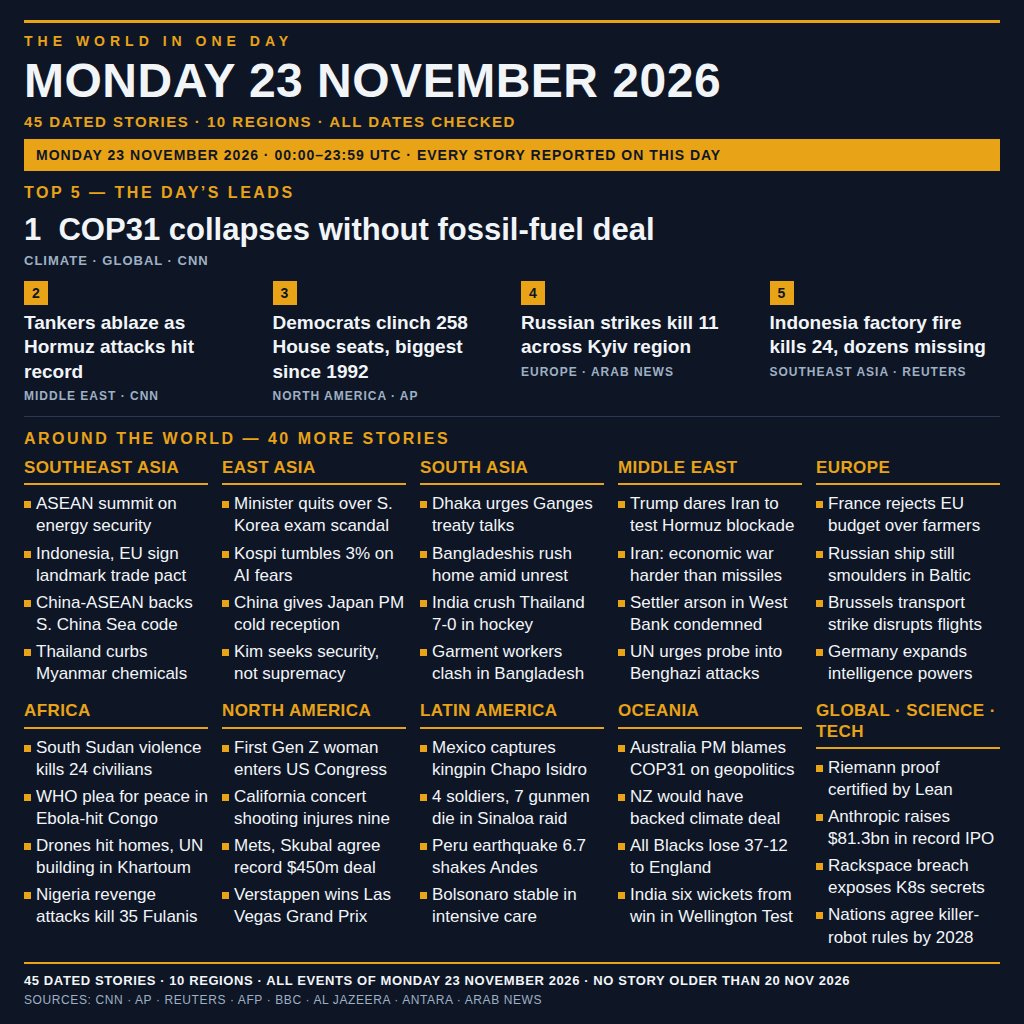 THE WORLD IN ONE DAY
MONDAY 23 NOVEMBER 2026
45 DATED STORIES · 10 REGIONS · ALL DATES CHECKED
MONDAY 23 NOVEMBER 2026 · 00:00–23:59 UTC · EVERY STORY REPORTED ON THIS DAY
TOP 5 — THE DAY’S LEADS
1 COP31 collapses without fossil-fuel deal
CLIMATE · GLOBAL · CNN
2
Tankers ablaze as
Hormuz attacks hit
record
MIDDLE EAST · CNN
3
Democrats clinch 258
House seats, biggest
since 1992
NORTH AMERICA · AP
4
Russian strikes kill 11
across Kyiv region
EUROPE · ARAB NEWS
5
Indonesia factory fire
kills 24, dozens missing
SOUTHEAST ASIA · REUTERS
AROUND THE WORLD — 40 MORE STORIES
SOUTHEAST ASIA
ASEAN summit on
energy security
Indonesia, EU sign
landmark trade pact
China-ASEAN backs
S. China Sea code
Thailand curbs
Myanmar chemicals
EAST ASIA
Minister quits over S.
Korea exam scandal
Kospi tumbles 3% on
AI fears
China gives Japan PM
cold reception
Kim seeks security,
not supremacy
SOUTH ASIA
Dhaka urges Ganges
treaty talks
Bangladeshis rush
home amid unrest
India crush Thailand
7-0 in hockey
Garment workers
clash in Bangladesh
MIDDLE EAST
Trump dares Iran to
test Hormuz blockade
Iran: economic war
harder than missiles
Settler arson in West
Bank condemned
UN urges probe into
Benghazi attacks
EUROPE
France rejects EU
budget over farmers
Russian ship still
smoulders in Baltic
Brussels transport
strike disrupts flights
Germany expands
intelligence powers
AFRICA
South Sudan violence
kills 24 civilians
WHO plea for peace in
Ebola-hit Congo
Drones hit homes, UN
building in Khartoum
Nigeria revenge
attacks kill 35 Fulanis
NORTH AMERICA
First Gen Z woman
enters US Congress
California concert
shooting injures nine
Mets, Skubal agree
record $450m deal
Verstappen wins Las
Vegas Grand Prix
LATIN AMERICA
Mexico captures
kingpin Chapo Isidro
4 soldiers, 7 gunmen
die in Sinaloa raid
Peru earthquake 6.7
shakes Andes
Bolsonaro stable in
intensive care
OCEANIA
Australia PM blames
COP31 on geopolitics
NZ would have
backed climate deal
All Blacks lose 37-12
to England
India six wickets from
win in Wellington Test
GLOBAL · SCIENCE ·
TECH
Riemann proof
certified by Lean
Anthropic raises
$81.3bn in record IPO
Rackspace breach
exposes K8s secrets
Nations agree killer-
robot rules by 2028
45 DATED STORIES · 10 REGIONS · ALL EVENTS OF MONDAY 23 NOVEMBER 2026 · NO STORY OLDER THAN 20 NOV 2026
SOURCES: CNN · AP · REUTERS · AFP · BBC · AL JAZEERA · ANTARA · ARAB NEWS